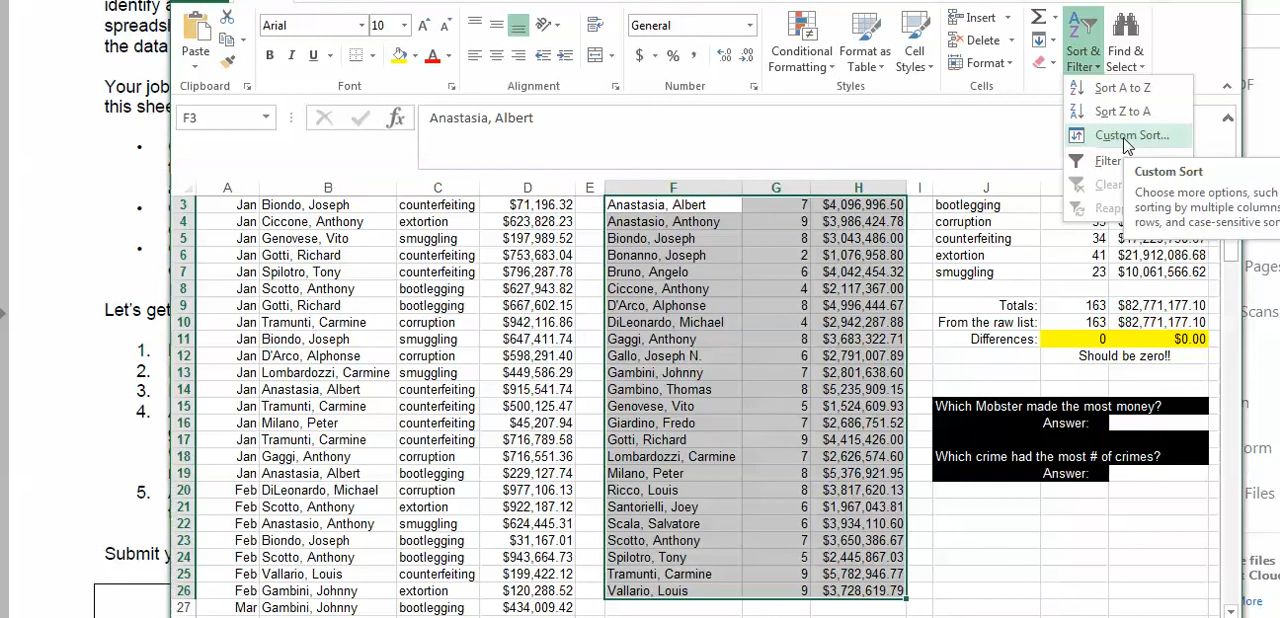 identify a
spreads
the data
Your job
this shee
Let's get
1.
2.
3.
4.
5.
Submit y
Paste
Clipboard
Arial 10
B I U
Font
Alignment
General
$ % ,
Number
Conditional Formatting
Format as Table
Cell Styles
Styles
Insert
Delete
Format
Cells
Sort & Filter
Find & Select
Sort A to Z
Sort Z to A
Custom Sort...
Filter
Clear
Reapp
Custom Sort
Choose more options, such
sorting by multiple columns
rows, and case-sensitive sor
F3 fx Anastasia, Albert
A B C D E F G H I J
3 Jan Biondo, Joseph counterfeiting $71,196.32 Anastasia, Albert 7 $4,096,996.50 bootlegging
4 Jan Ciccone, Anthony extortion $623,828.23 Anastasio, Anthony 9 $3,986,424.78 corruption
5 Jan Genovese, Vito smuggling $197,989.52 Biondo, Joseph 8 $3,043,486.00 counterfeiting 34
6 Jan Gotti, Richard corruption $753,683.04 Bonanno, Joseph 2 $1,076,958.80 extortion 41 $21,912,086.68
7 Jan Spilotro, Tony extortion $796,287.78 Bruno, Angelo 6 $4,042,454.32 smuggling 23 $10,061,566.62
8 Jan Scotto, Anthony bootlegging $627,943.82 Ciccone, Anthony 4 $2,117,367.00
9 Jan Gotti, Richard bootlegging $667,602.15 D'Arco, Alphonse 8 $4,996,444.67 Totals: 163 $82,771,177.10
10 Jan Tramunti, Carmine corruption $942,116.86 DiLeonardo, Michael 4 $2,942,287.88 From the raw list: 163 $82,771,177.10
11 Jan Biondo, Joseph smuggling $647,411.74 Gaggi, Anthony 8 $3,683,322.71 Differences: 0 $0.00
12 Jan D'Arco, Alphonse corruption $598,291.40 Gallo, Joseph N. 6 $2,791,007.89 Should be zero!!
13 Jan Lombardozzi, Carmine smuggling $449,586.29 Gambini, Johnny 7 $2,801,638.60
14 Jan Anastasia, Albert counterfeiting $915,541.74 Gambino, Thomas 8 $5,235,909.15
15 Jan Tramunti, Carmine counterfeiting $500,125.47 Genovese, Vito 5 $1,524,609.93 Which Mobster made the most money?
16 Jan Milano, Peter counterfeiting $45,207.94 Giardino, Fredo 7 $2,686,751.52 Answer:
17 Jan Tramunti, Carmine counterfeiting $716,789.58 Gotti, Richard 9 $4,415,426.00
18 Jan Gaggi, Anthony counterfeiting $716,551.36 Lombardozzi, Carmine 7 $2,626,574.60 Which crime had the most # of crimes?
19 Jan Anastasia, Albert bootlegging $229,127.74 Milano, Peter 8 $5,376,921.95 Answer:
20 Feb DiLeonardo, Michael corruption $977,106.13 Ricco, Louis 8 $3,817,620.13
21 Feb Scotto, Anthony extortion $922,187.12 Santorielli, Joey 6 $1,967,043.81
22 Feb Anastasio, Anthony smuggling $624,445.31 Scala, Salvatore 6 $3,934,110.60
23 Feb Biondo, Joseph bootlegging $31,167.01 Scotto, Anthony 7 $3,650,386.67
24 Feb Scotto, Anthony bootlegging $943,664.73 Spilotro, Tony 5 $2,445,867.03
25 Feb Vallario, Louis counterfeiting $199,422.12 Tramunti, Carmine 9 $5,782,946.77
26 Feb Gambini, Johnny extortion $120,288.52 Vallario, Louis 9 $3,728,619.79
27 Mar Gambini, Johnny bootlegging $434,009.42
DF
Pages
Scans
n
orm
Files
e files
t Clou
More